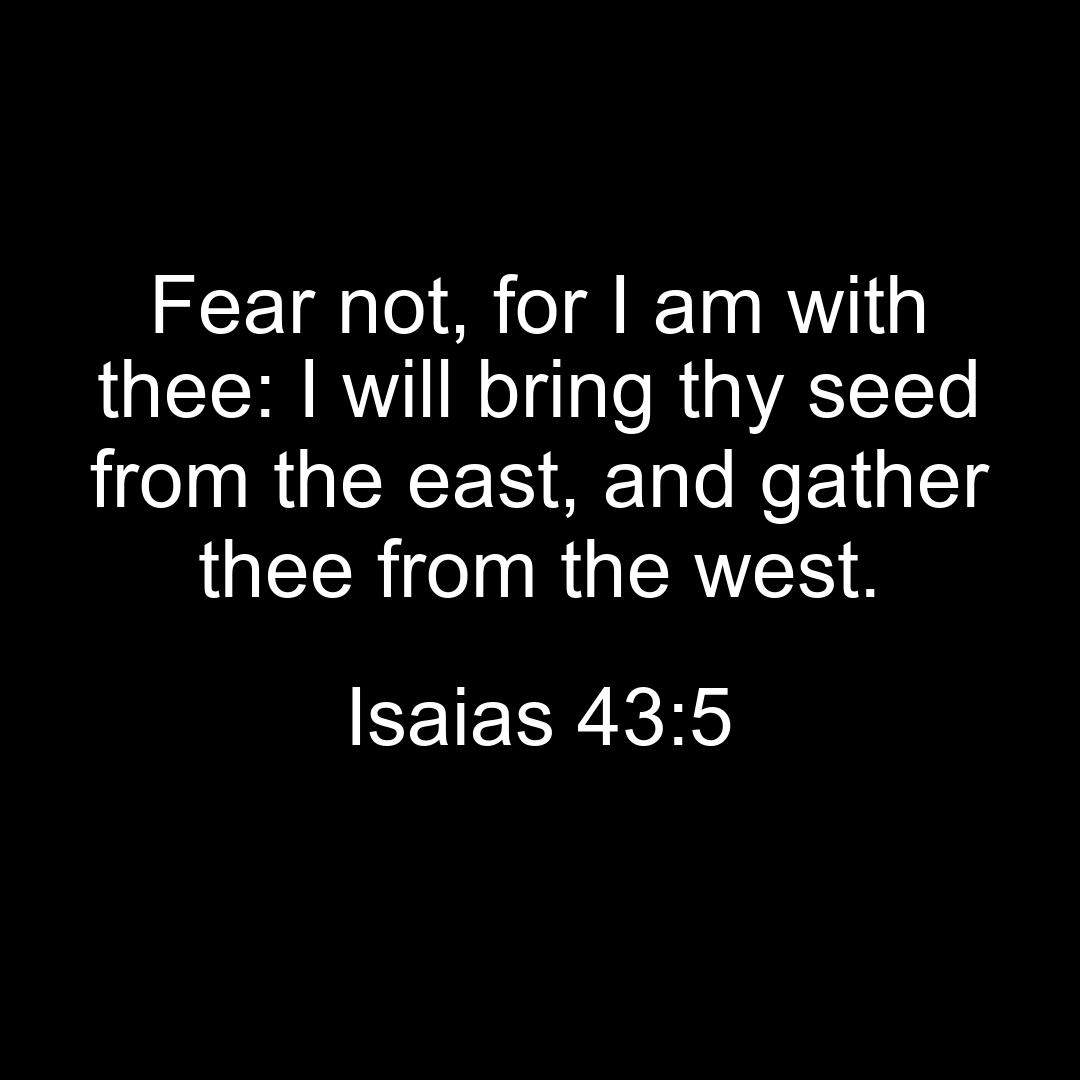 Fear not, for I am with
thee: I will bring thy seed
from the east, and gather
thee from the west.
Isaias 43:5